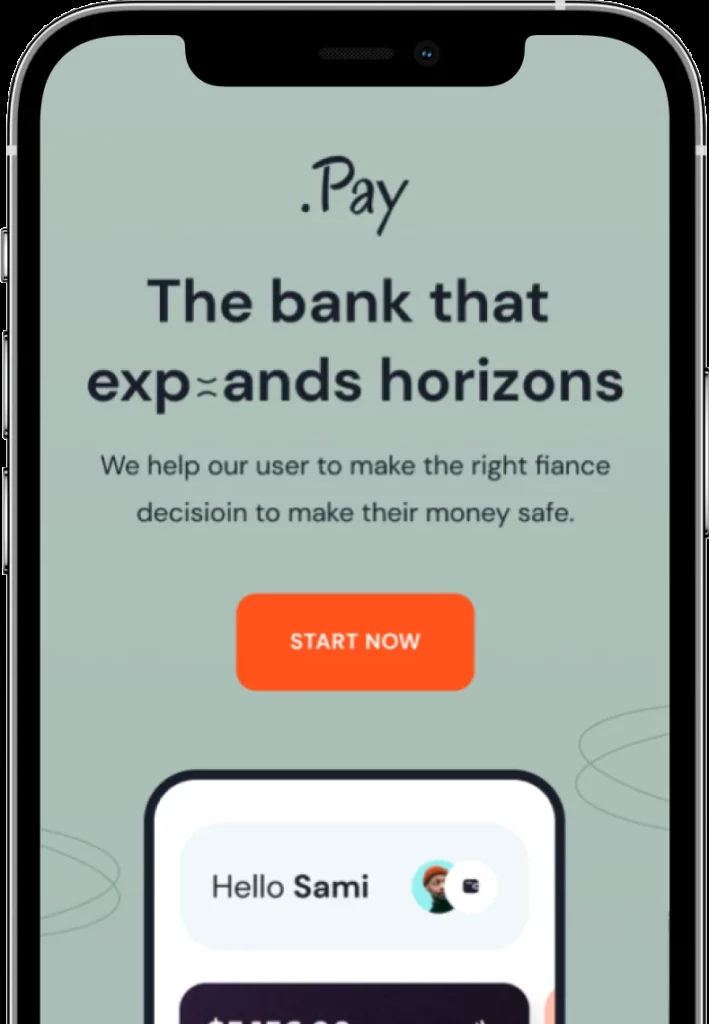 .Pay
The bank that
exp≍ands horizons
We help our user to make the right fiance
decisioin to make their money safe.
START NOW
Hello Sami